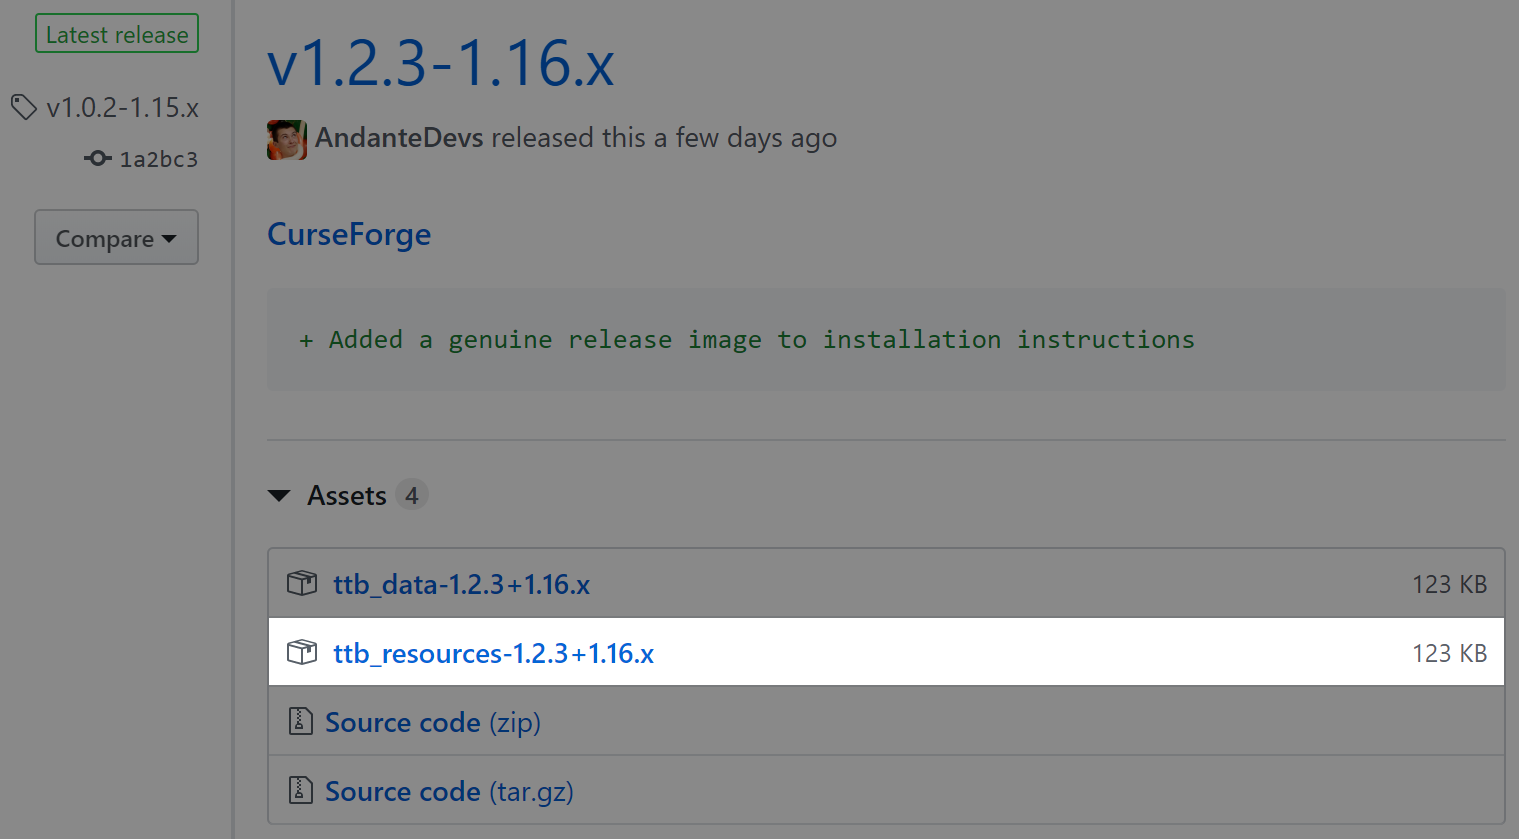 Latest release
v1.0.2-1.15.x
1a2bc3
Compare
v1.2.3-1.16.x
AndanteDevs released this a few days ago
CurseForge
+ Added a genuine release image to installation instructions
Assets 4
ttb_data-1.2.3+1.16.x 123 KB
ttb_resources-1.2.3+1.16.x 123 KB
Source code (zip)
Source code (tar.gz)